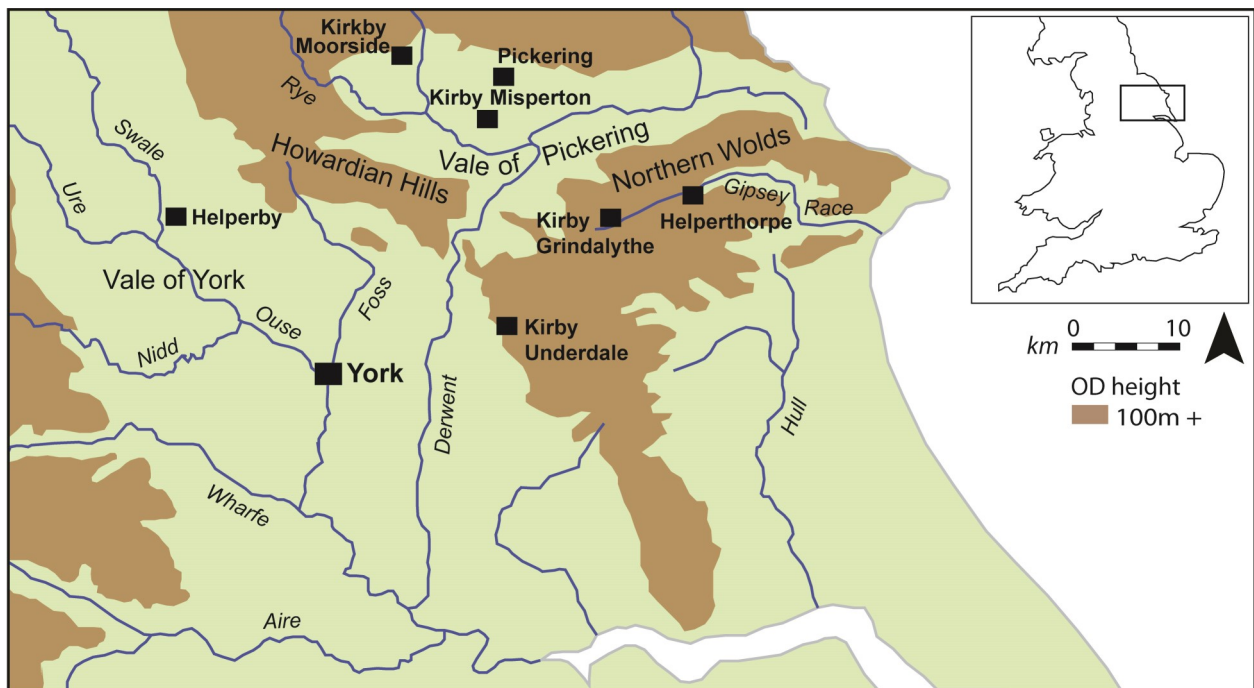 Kirkby
Moorside
Pickering
Rye
Kirby Misperton
Swale
Vale of Pickering
Howardian Hills
Northern Wolds
Ure
Helperby
Gipsey Race
Kirby
Grindalythe
Helperthorpe
Vale of York
Foss
Ouse
Kirby
Underdale
Nidd
York
Derwent
Hull
Wharfe
Aire
0 10
km
OD height
100m +